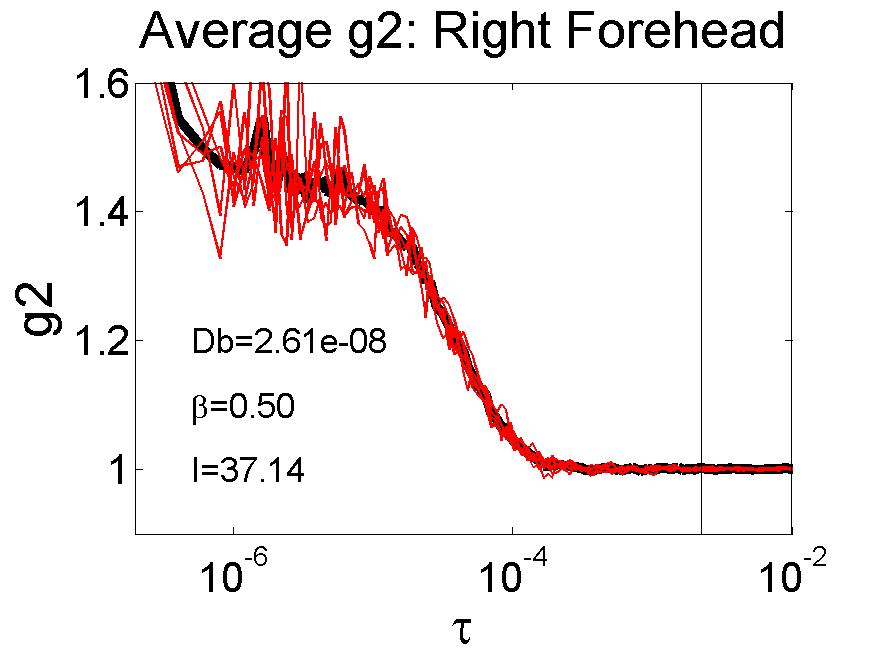 Average g2: Right Forehead
1.6
1.4
1.2
1
g2
Db=2.61e-08
β=0.50
I=37.14
10^-6
10^-4
10^-2
τ